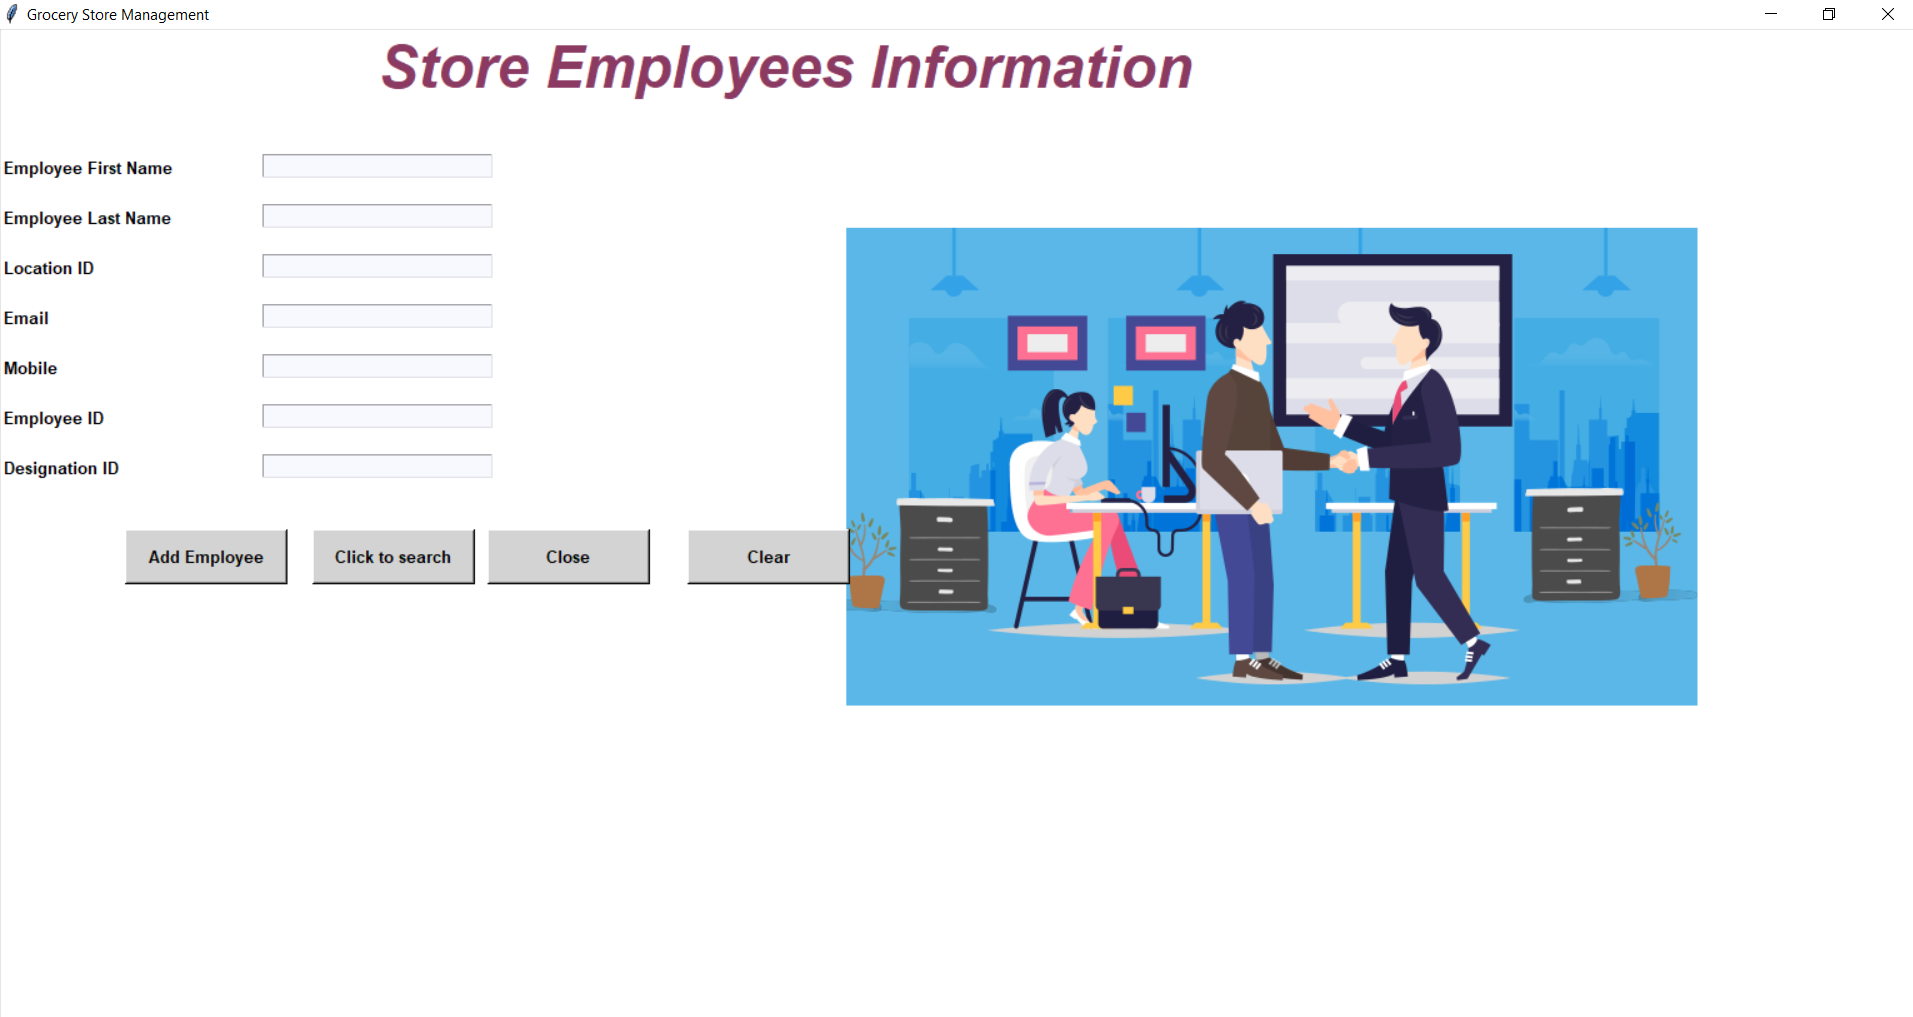 Grocery Store Management
Store Employees Information
Employee First Name
Employee Last Name
Location ID
Email
Mobile
Employee ID
Designation ID
Add Employee Click to search Close Clear